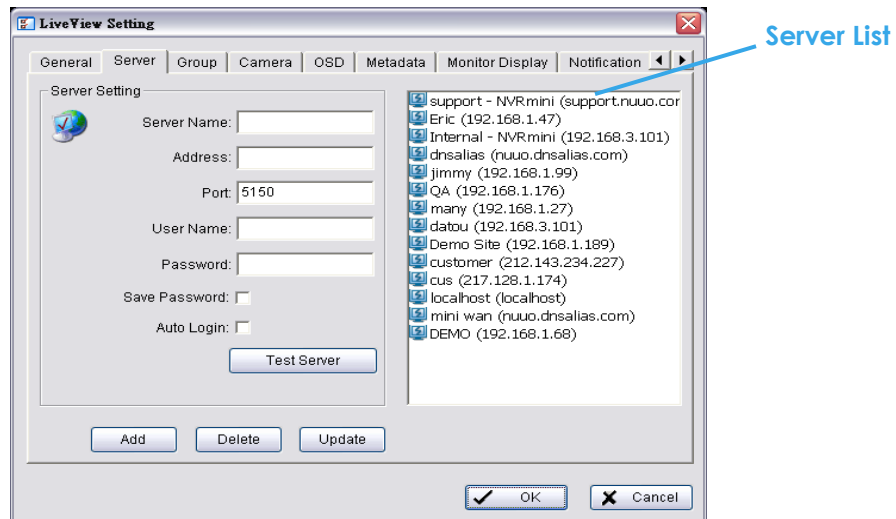 LiveView Setting
Server List
General Server Group Camera OSD Metadata Monitor Display Notification
Server Setting
Server Name:
Address:
Port: 5150
User Name:
Password:
Save Password:
Auto Login:
Test Server
support - NVRmini (support.nuuo.cor
Eric (192.168.1.47)
Internal - NVRmini (192.168.3.101)
dnsalias (nuuo.dnsalias.com)
jimmy (192.168.1.99)
QA (192.168.1.176)
many (192.168.1.27)
datou (192.168.3.101)
Demo Site (192.168.1.189)
customer (212.143.234.227)
cus (217.128.1.174)
localhost (localhost)
mini wan (nuuo.dnsalias.com)
DEMO (192.168.1.68)
Add Delete Update
OK Cancel